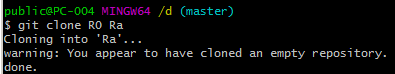 public@PC-004 MINGW64 /d (master)
$ git clone RO Ra
Cloning into 'Ra'...
warning: You appear to have cloned an empty repository.
done.